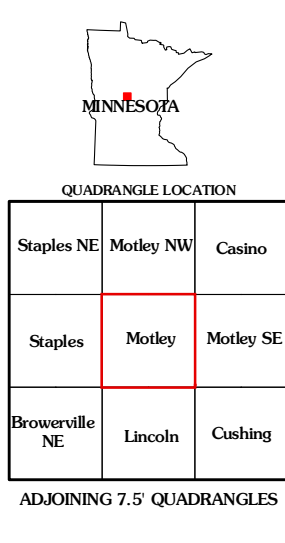 MINNESOTA
QUADRANGLE LOCATION
Staples NE Motley NW Casino
Staples Motley Motley SE
Browerville
NE Lincoln Cushing
ADJOINING 7.5' QUADRANGLES